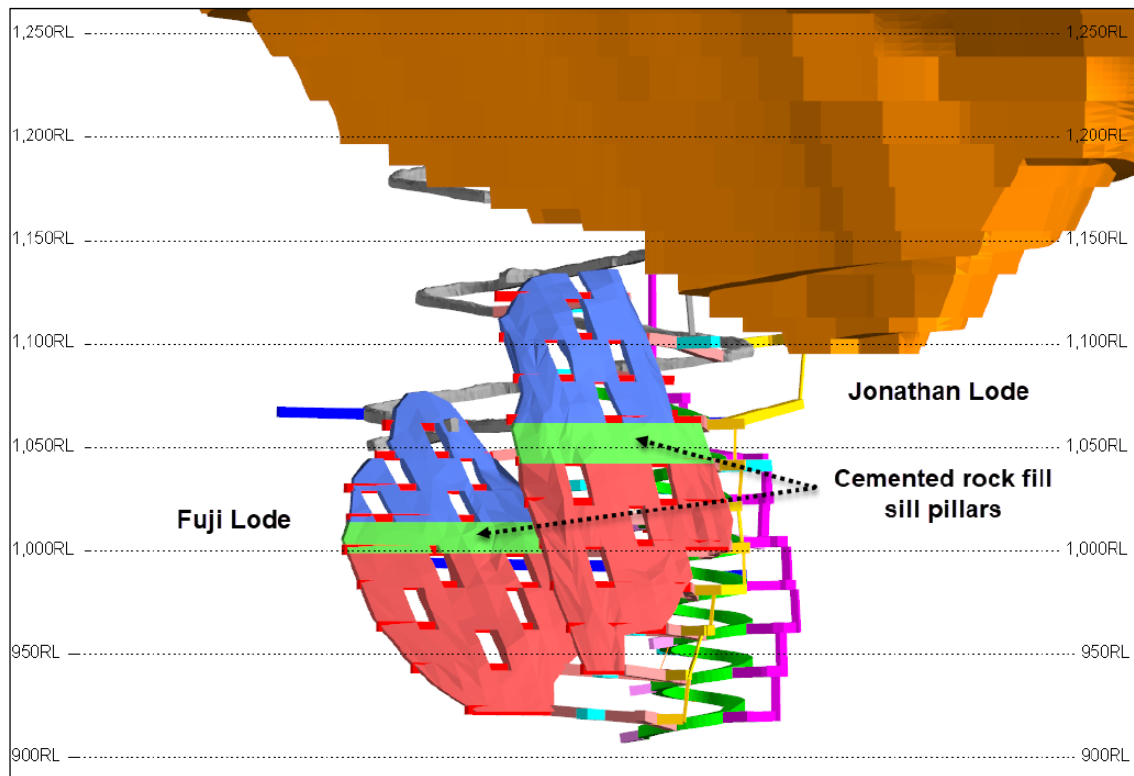 1,250RL 1,250RL
1,200RL 1,200RL
1,150RL 1,150RL
1,100RL 1,100RL
Jonathan Lode
1,050RL 1,050RL
Cemented rock fill
sill pillars
Fuji Lode
1,000RL 1,000RL
950RL 950RL
900RL 900RL